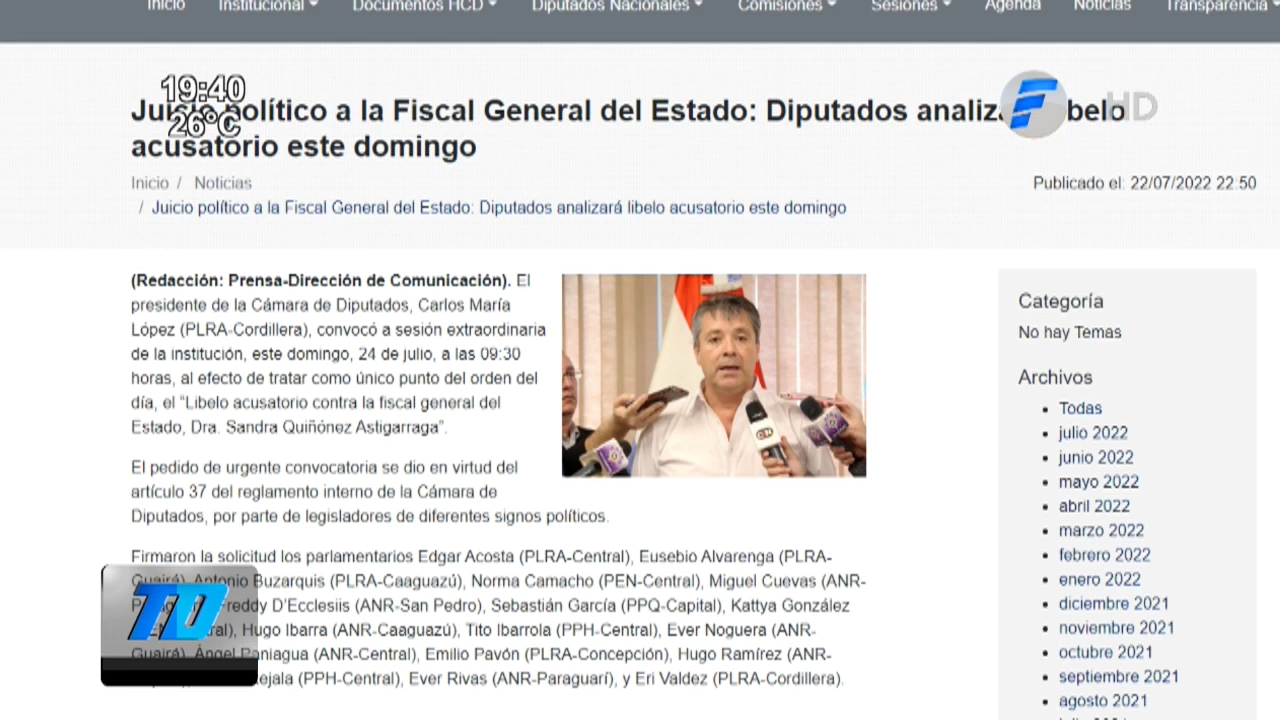 Inicio Institucional Documentos HCD Diputados Nacionales Comisiones Sesiones Agenda Noticias Transparencia
19:40
26°C
HD
Juicio político a la Fiscal General del Estado: Diputados analizará libelo
acusatorio este domingo
Inicio / Noticias
Publicado el: 22/07/2022 22:50
/ Juicio político a la Fiscal General del Estado: Diputados analizará libelo acusatorio este domingo
(Redacción: Prensa-Dirección de Comunicación). El
presidente de la Cámara de Diputados, Carlos María
López (PLRA-Cordillera), convocó a sesión extraordinaria
de la institución, este domingo, 24 de julio, a las 09:30
horas, al efecto de tratar como único punto del orden del
día, el “Libelo acusatorio contra la fiscal general del
Estado, Dra. Sandra Quiñónez Astigarraga”.
El pedido de urgente convocatoria se dio en virtud del
artículo 37 del reglamento interno de la Cámara de
Diputados, por parte de legisladores de diferentes signos políticos.
Firmaron la solicitud los parlamentarios Edgar Acosta (PLRA-Central), Eusebio Alvarenga (PLRA-
Guairá), Antonio Buzarquis (PLRA-Caaguazú), Norma Camacho (PEN-Central), Miguel Cuevas (ANR-
Freddy D'Ecclesiis (ANR-San Pedro), Sebastián García (PPQ-Capital), Kattya González
Hugo Ibarra (ANR-Caaguazú), Tito Ibarrola (PPH-Central), Ever Noguera (ANR-
Guairá), Ángel Paniagua (ANR-Central), Emilio Pavón (PLRA-Concepción), Hugo Ramírez (ANR-
(PPH-Central), Ever Rivas (ANR-Paraguarí), y Eri Valdez (PLRA-Cordillera).
TD
Categoría
No hay Temas
Archivos
Todas
julio 2022
junio 2022
mayo 2022
abril 2022
marzo 2022
febrero 2022
enero 2022
diciembre 2021
noviembre 2021
octubre 2021
septiembre 2021
agosto 2021